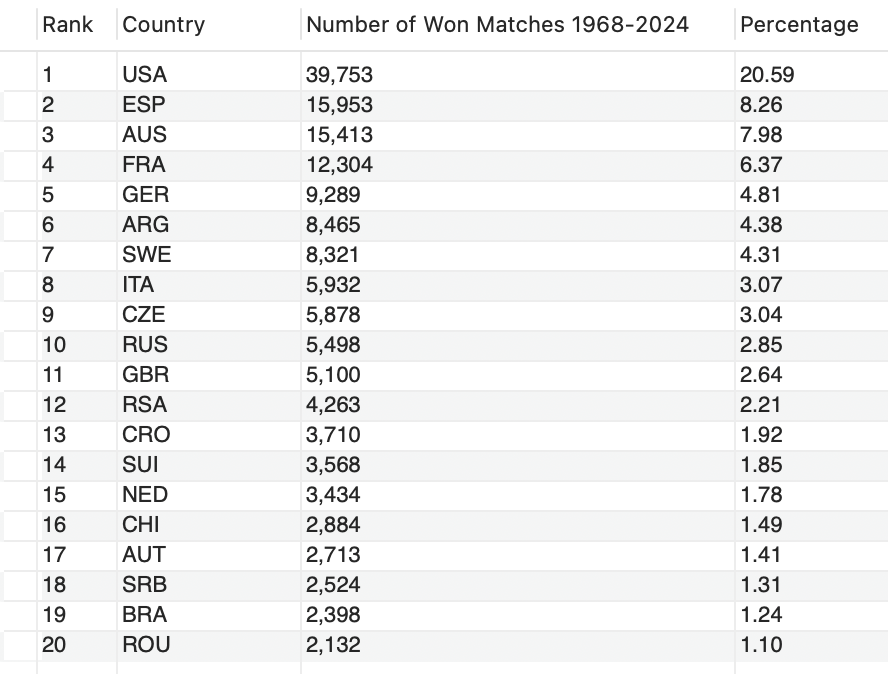 Rank Country Number of Won Matches 1968-2024 Percentage
1 USA 39,753 20.59
2 ESP 15,953 8.26
3 AUS 15,413 7.98
4 FRA 12,304 6.37
5 GER 9,289 4.81
6 ARG 8,465 4.38
7 SWE 8,321 4.31
8 ITA 5,932 3.07
9 CZE 5,878 3.04
10 RUS 5,498 2.85
11 GBR 5,100 2.64
12 RSA 4,263 2.21
13 CRO 3,710 1.92
14 SUI 3,568 1.85
15 NED 3,434 1.78
16 CHI 2,884 1.49
17 AUT 2,713 1.41
18 SRB 2,524 1.31
19 BRA 2,398 1.24
20 ROU 2,132 1.10